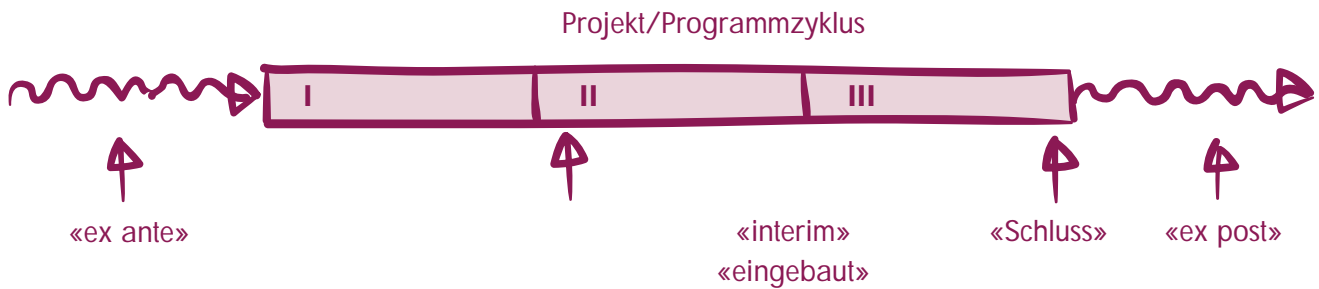 Projekt/Programmzyklus
I II III
«ex ante» «interim» «Schluss» «ex post»
«eingebaut»